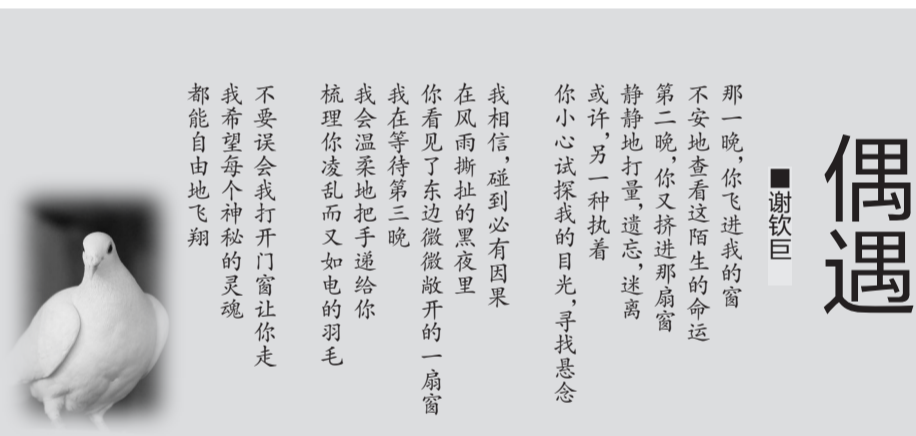 偶遇
■谢钦巨
那一晚，你飞进我的窗
不安地查看这陌生的命运
第二晚，你又挤进那扇窗
静静地打量，遗忘，迷离
或许，另一种执着
你小心试探我的目光，寻找悬念
我相信，碰到必有因果
在风雨撕扯的黑夜里
你看见了东边微微敞开的一扇窗
我在等待第三晚
我会温柔地把手递给你
梳理你凌乱而又如电的羽毛
不要误会我打开门窗让你走
我希望每个神秘的灵魂
都能自由地飞翔